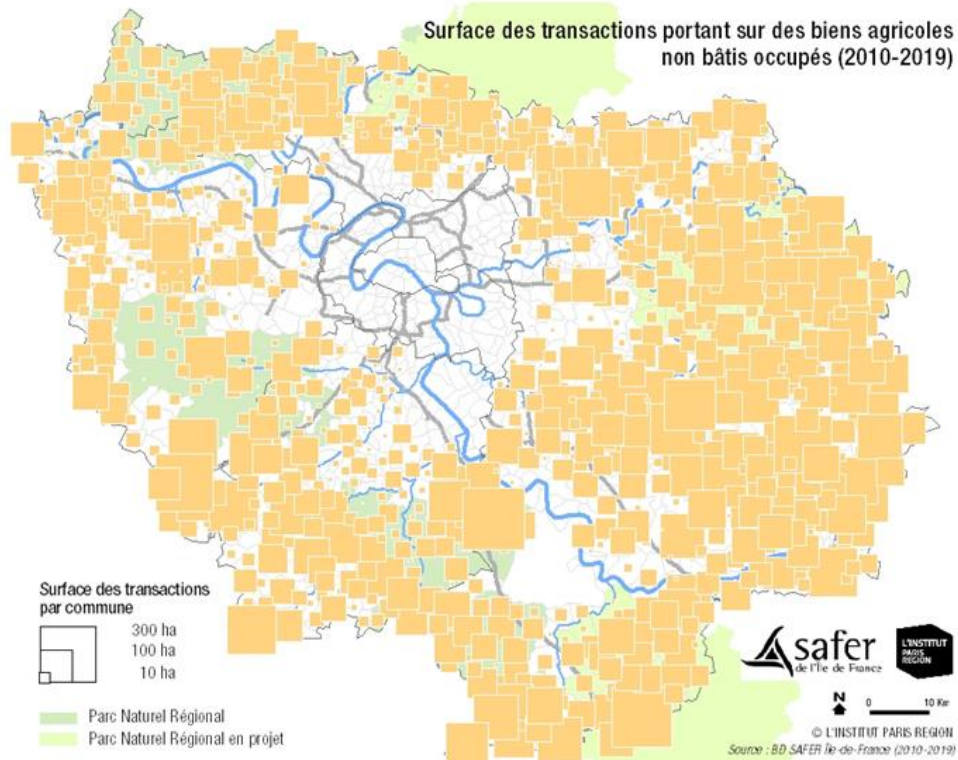 Surface des transactions portant sur des biens agricoles
non bâtis occupés (2010-2019)
Surface des transactions
par commune
300 ha
100 ha
10 ha
Parc Naturel Régional
Parc Naturel Régional en projet
safer
de l'Île de France
L'INSTITUT
PARIS
REGION
N
0 10 Km
© L'INSTITUT PARIS REGION
Source : BD SAFER Île-de-France (2010-2019)